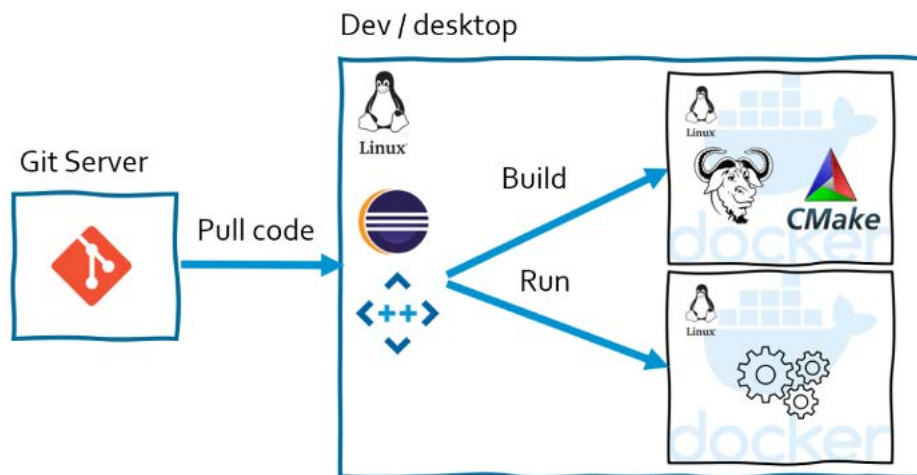 Dev / desktop
Git Server
Pull code
Linux
<++>
Build
Run
Linux
CMake
docker
Linux
docker